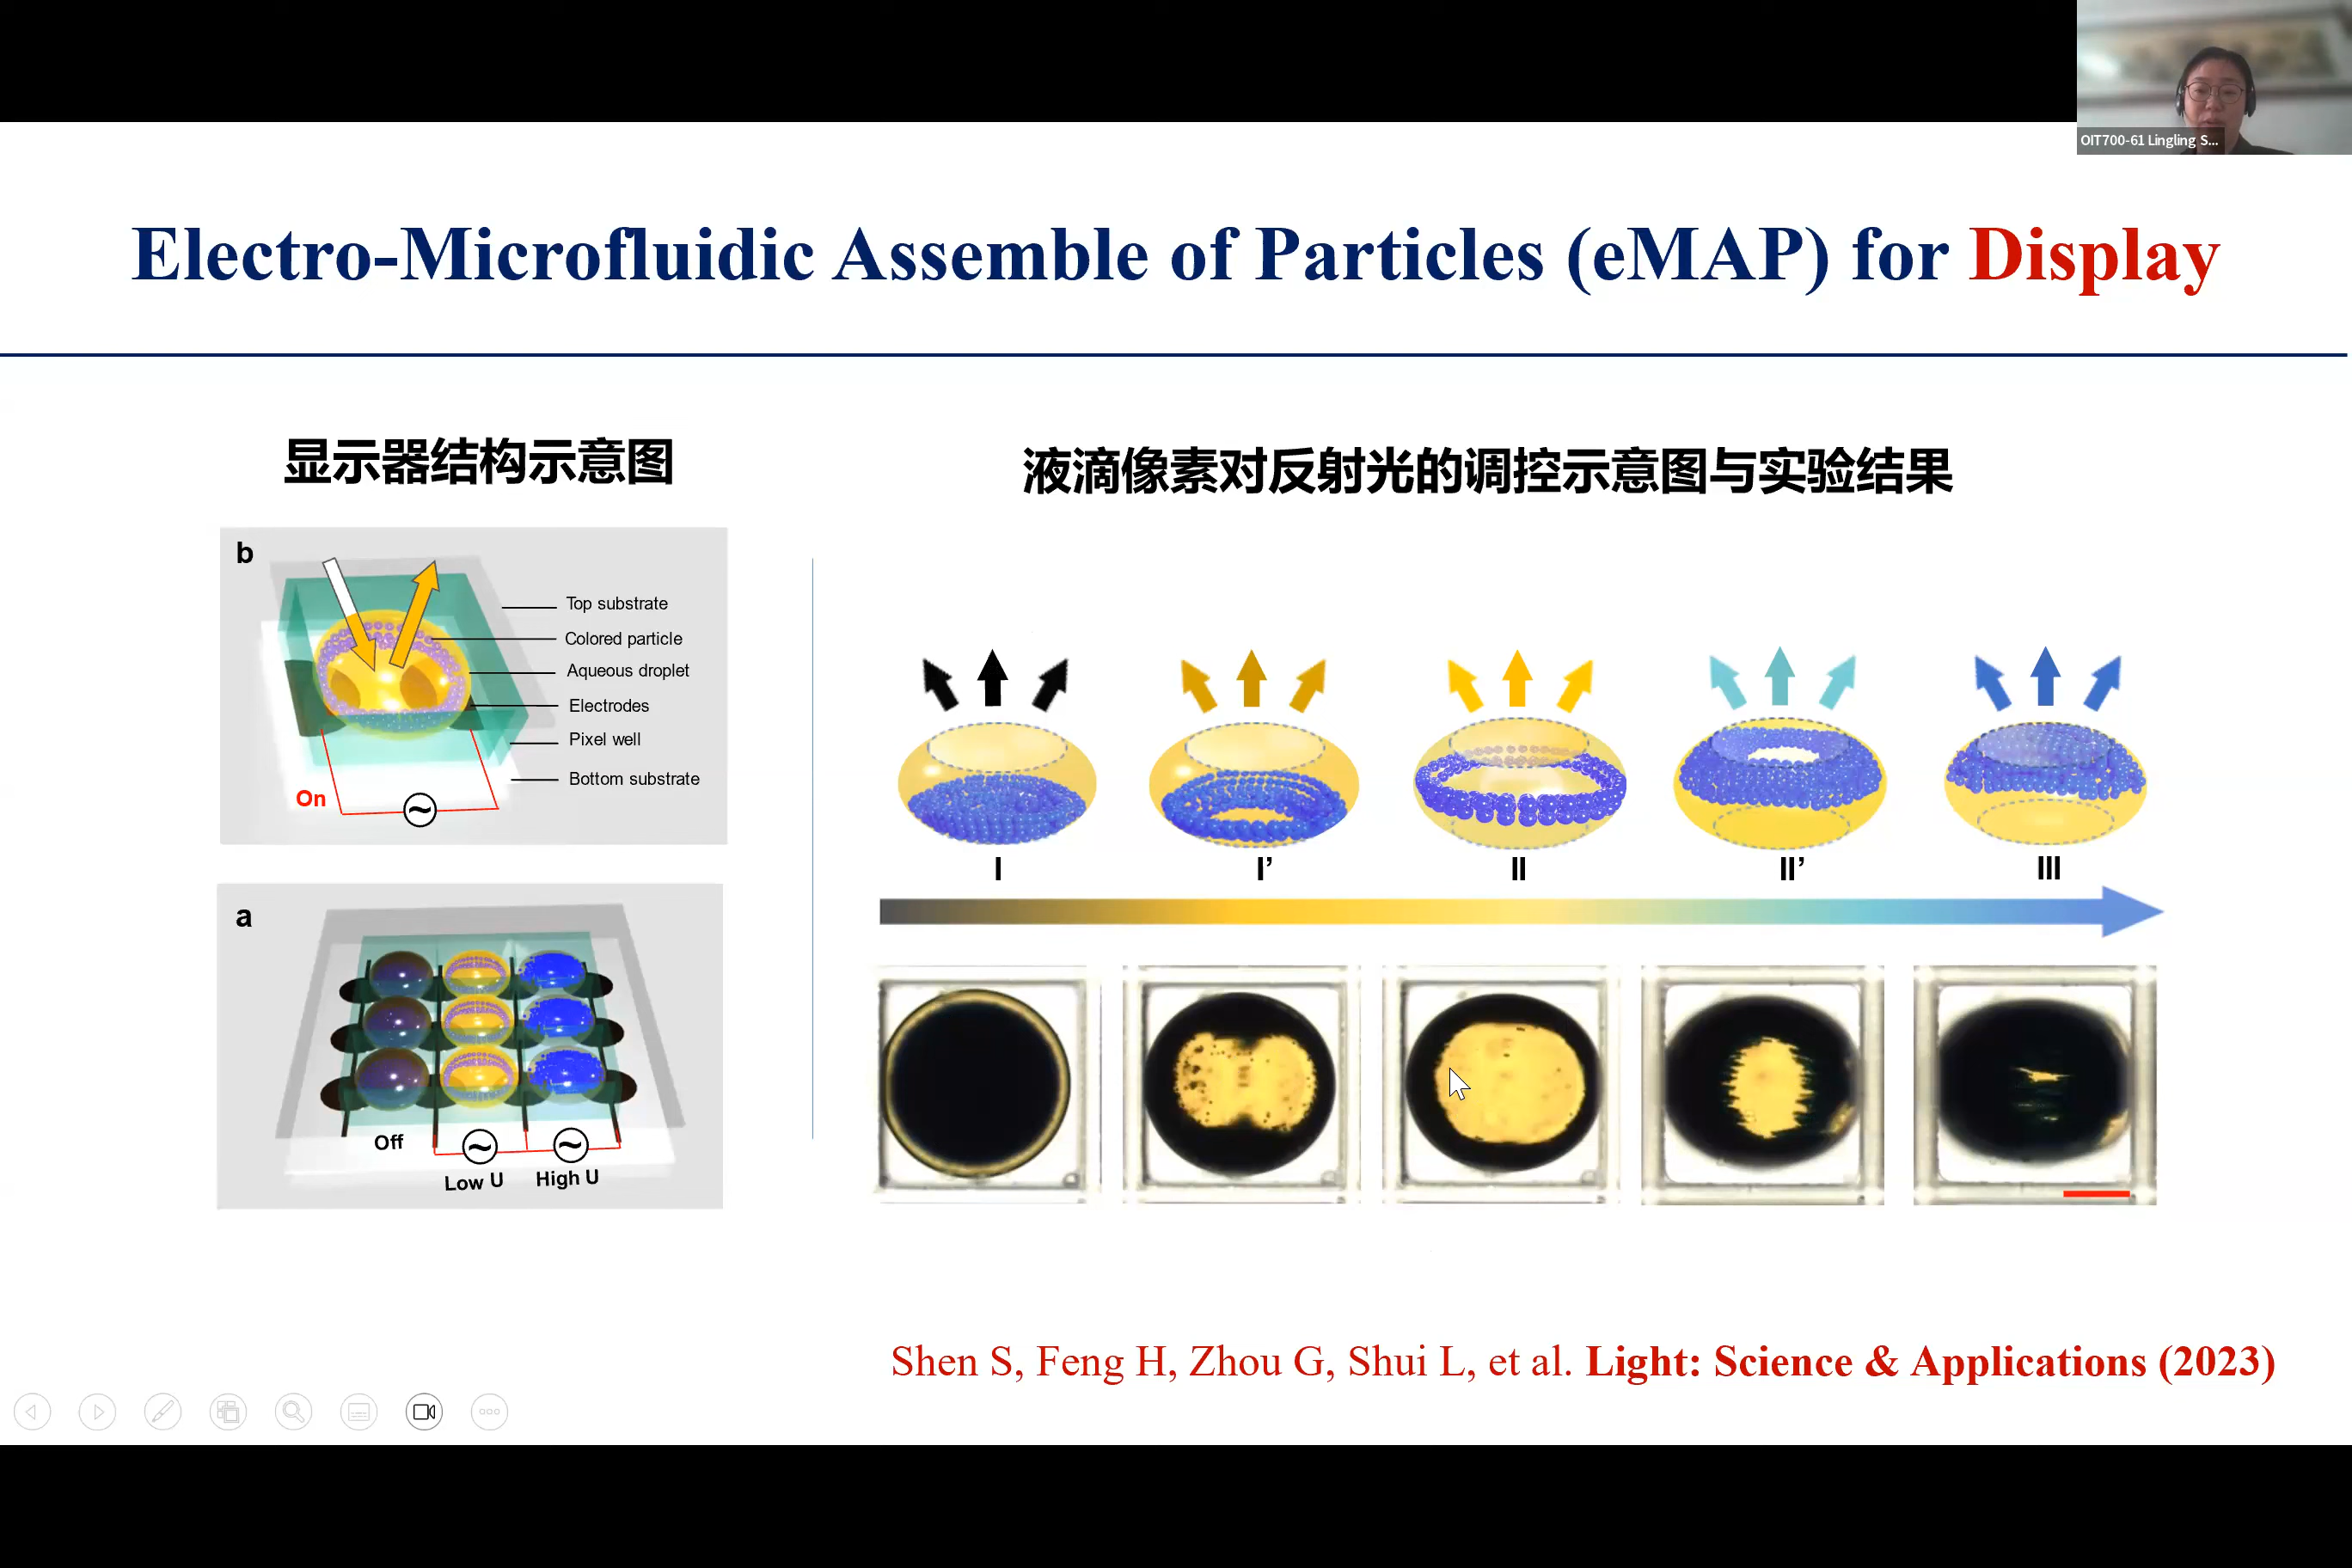 OIT700-61 Lingling S...
Electro-Microfluidic Assemble of Particles (eMAP) for Display
显示器结构示意图
液滴像素对反射光的调控示意图与实验结果
b
Top substrate
Colored particle
Aqueous droplet
Electrodes
Pixel well
Bottom substrate
On
~
a
Off
~
~
Low U
High U
I
I’
II
II’
III
Shen S, Feng H, Zhou G, Shui L, et al. Light: Science & Applications (2023)